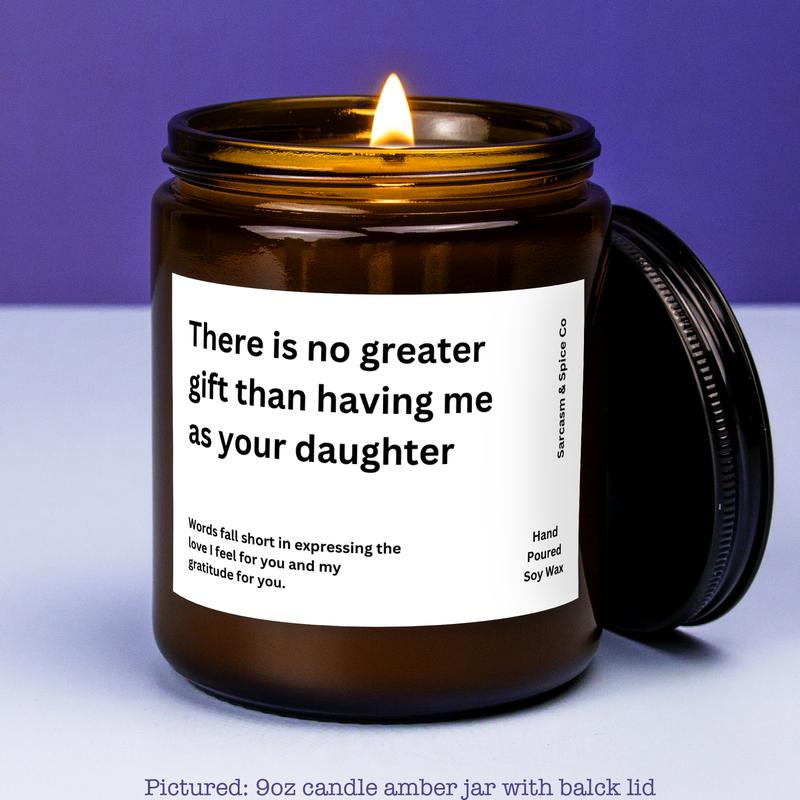 There is no greater
gift than having me
as your daughter
Words fall short in expressing the
love I feel for you and my
gratitude for you.
Sarcasm & Spice Co
Hand
Poured
Soy Wax
Pictured: 9oz candle amber jar with balck lid